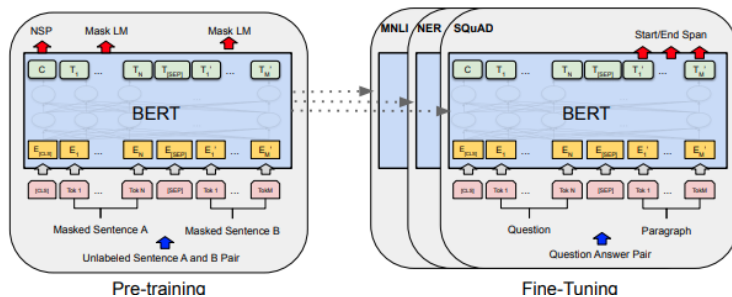 NSP Mask LM Mask LM
C T1 ... TN T[SEP] T1' ... TM'
BERT
E[CLS] E1 ... EN E[SEP] E1' ... EM'
[CLS] Tok 1 ... Tok N [SEP] Tok 1 ... TokM
Masked Sentence A Masked Sentence B
Unlabeled Sentence A and B Pair
Pre-training
MNLI NER SQuAD
Start/End Span
C T1 ... TN T[SEP] T1' ... TM'
BERT
E[CLS] E1 ... EN E[SEP] E1' ... EM'
[CLS] Tok 1 ... Tok N [SEP] Tok 1 ... TokM
Question Paragraph
Question Answer Pair
Fine-Tuning